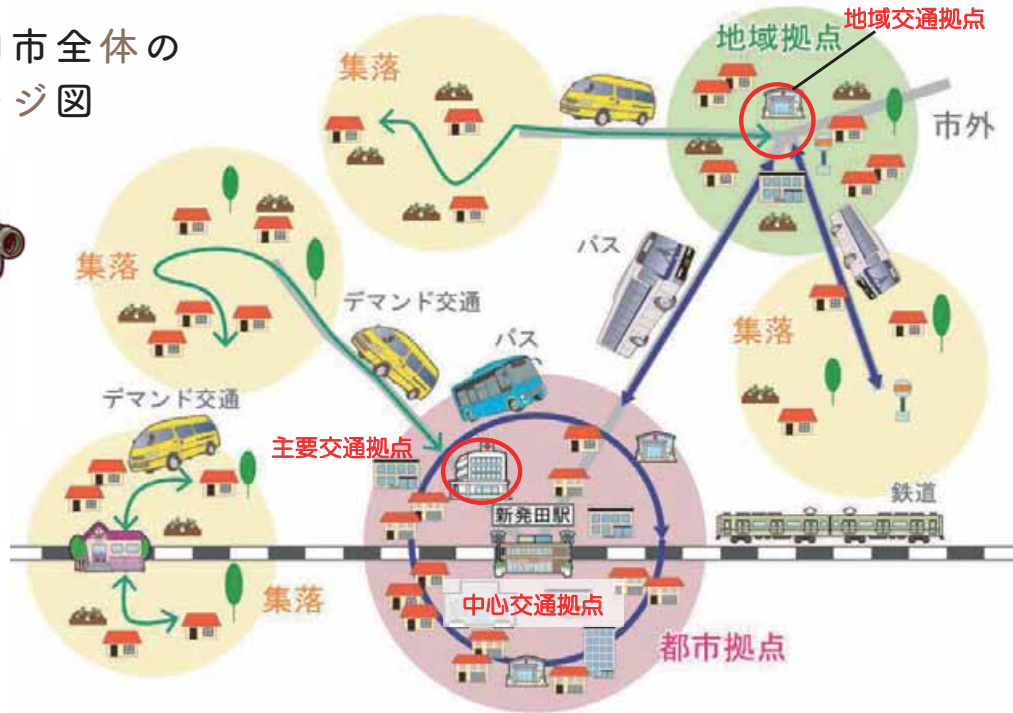 市全体の
ジ図
地域交通拠点
地域拠点
集落
市外
バス
集落
デマンド交通
集落
バス
デマンド交通
主要交通拠点
鉄道
新発田駅
中心交通拠点
集落
都市拠点